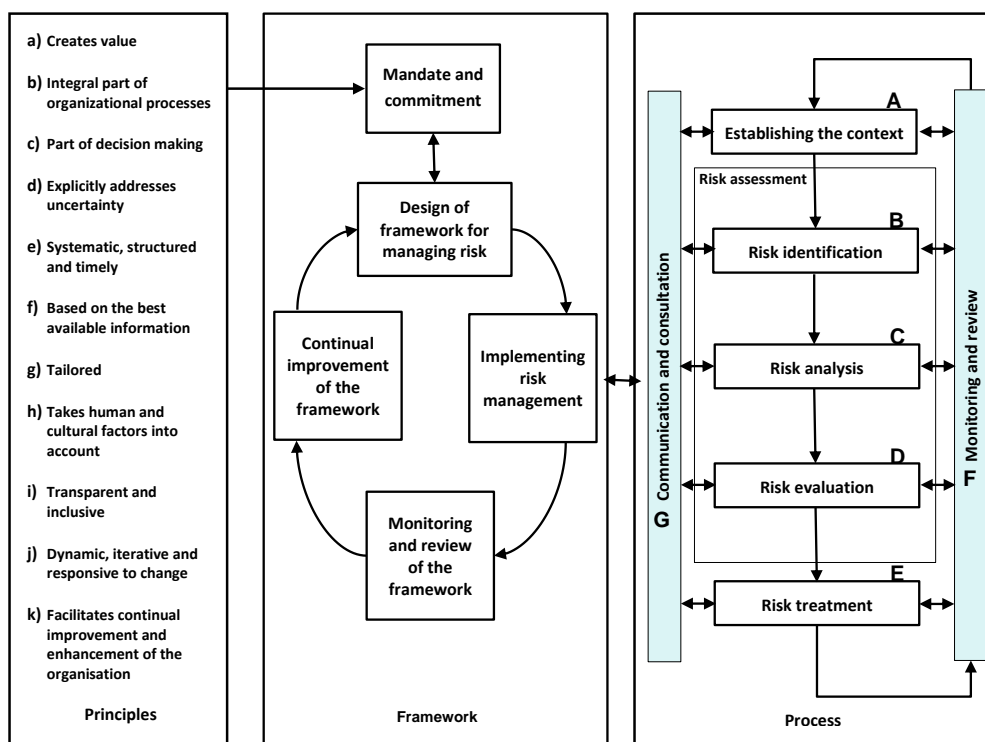 a) Creates value
b) Integral part of
organizational processes
c) Part of decision making
d) Explicitly addresses
uncertainty
e) Systematic, structured
and timely
f) Based on the best
available information
g) Tailored
h) Takes human and
cultural factors into
account
i) Transparent and
inclusive
j) Dynamic, iterative and
responsive to change
k) Facilitates continual
improvement and
enhancement of the
organisation
Principles
Mandate and
commitment
Design of
framework for
managing risk
Continual
improvement
of the
framework
Implementing
risk
management
Monitoring
and review
of the
framework
Framework
A
Establishing the context
Risk assessment
B
Risk identification
C
Risk analysis
D
Risk evaluation
E
Risk treatment
G Communication and consultation
F Monitoring and review
Process